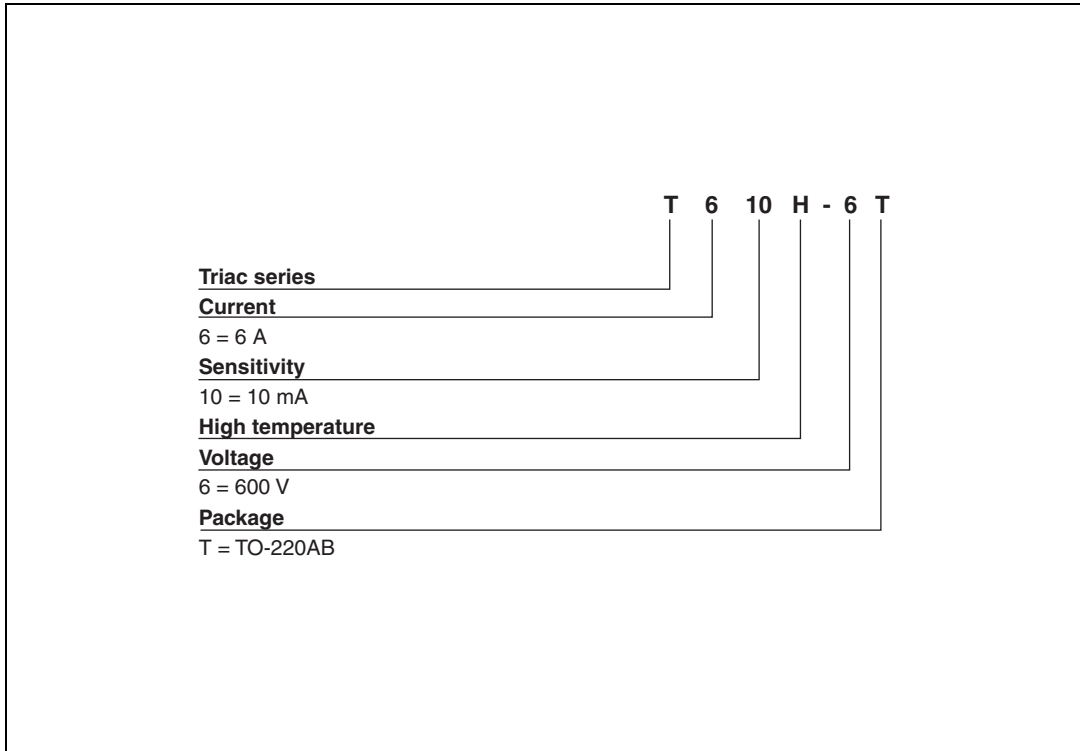 T 6 10 H - 6 T
Triac series
Current
6 = 6 A
Sensitivity
10 = 10 mA
High temperature
Voltage
6 = 600 V
Package
T = TO-220AB